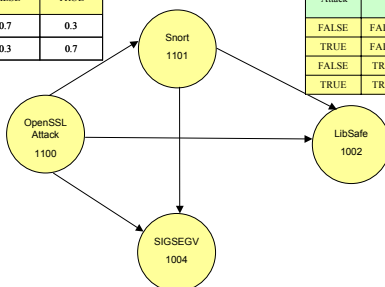 0.7 0.3
0.3 0.7
Attack
FALSE
TRUE
FALSE
TRUE
Snort
1101
OpenSSL
Attack
1100
LibSafe
1002
SIGSEGV
1004